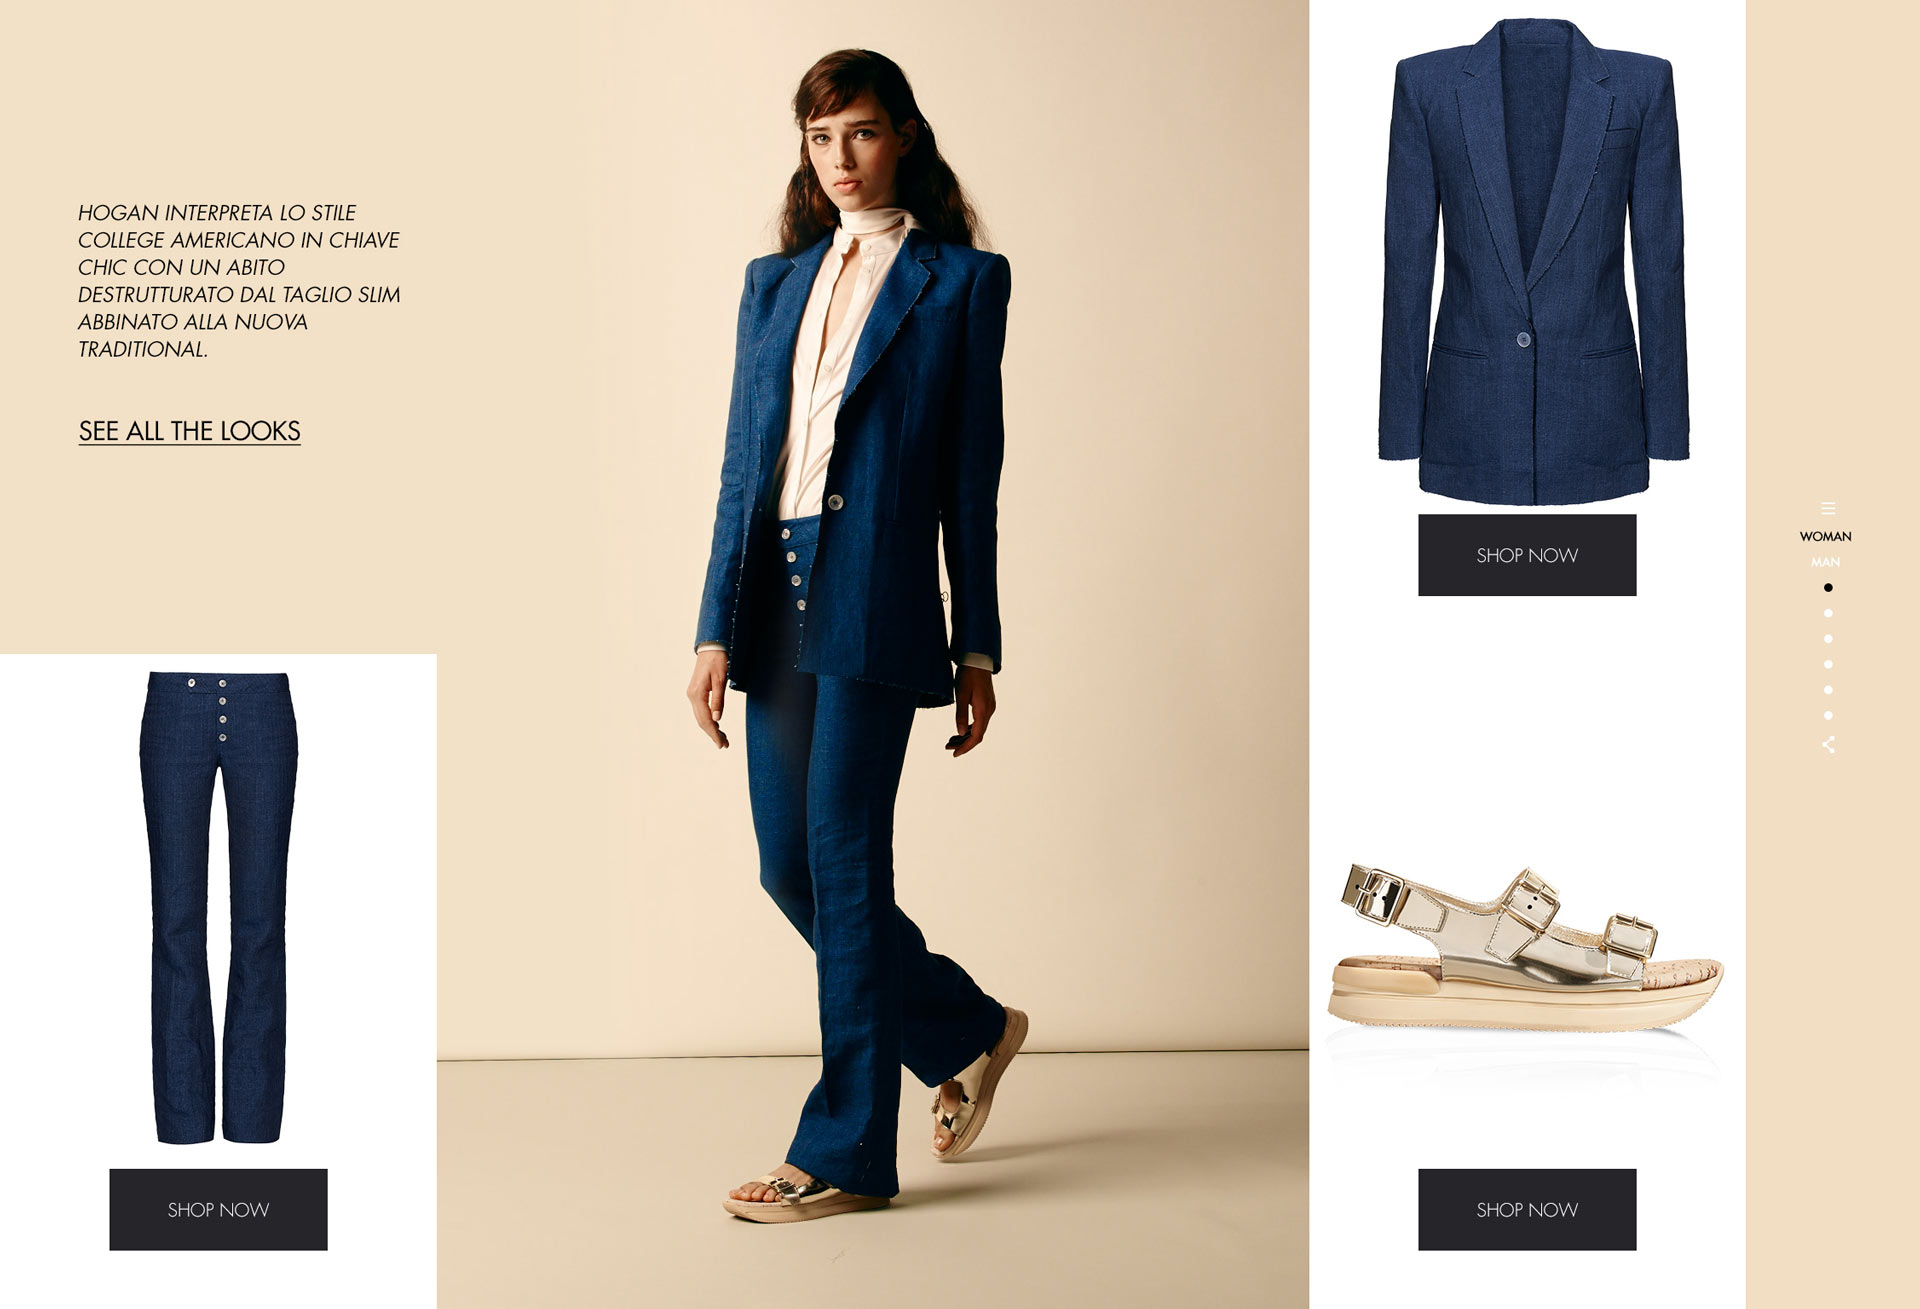 HOGAN INTERPRETA LO STILE
COLLEGE AMERICANO IN CHIAVE
CHIC CON UN ABITO
DESTRUTTURATO DAL TAGLIO SLIM
ABBINATO ALLA NUOVA
TRADITIONAL.
SEE ALL THE LOOKS
SHOP NOW
WOMAN
MAN
SHOP NOW
SHOP NOW